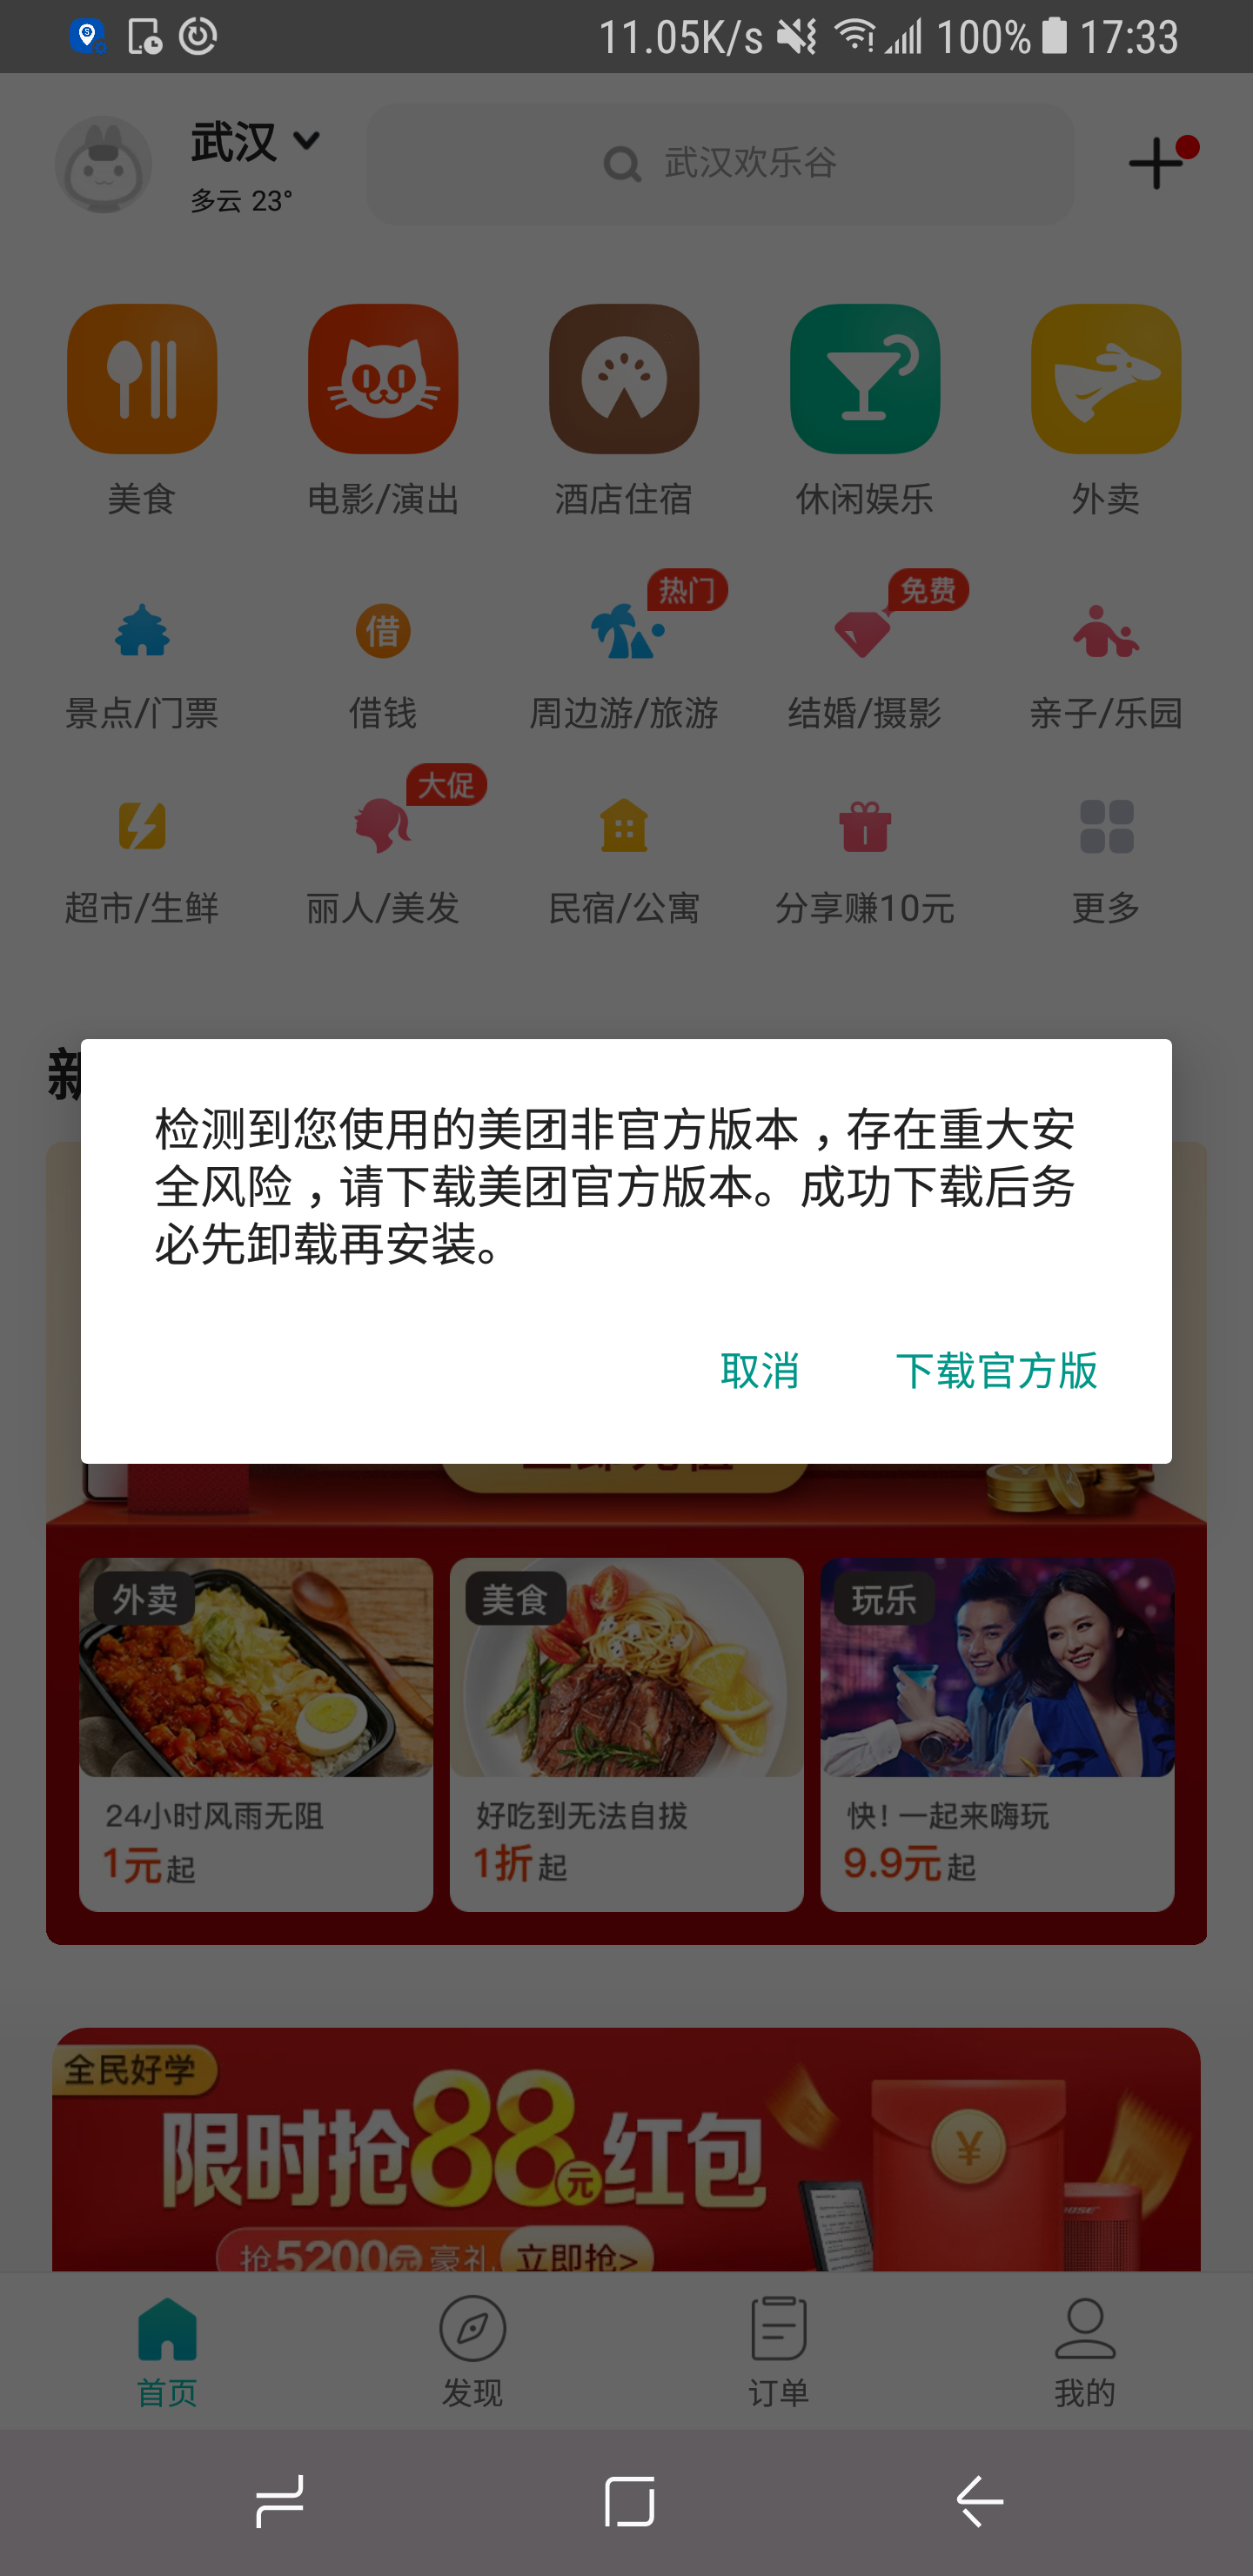 11.05K/s 100% 17:33
武汉
多云 23°
武汉欢乐谷
美食 电影/演出 酒店住宿 休闲娱乐 外卖
热门 免费
借
景点/门票 借钱 周边游/旅游 结婚/摄影 亲子/乐园
大促
超市/生鲜 丽人/美发 民宿/公寓 分享赚10元 更多
新
检测到您使用的美团非官方版本，存在重大安
全风险，请下载美团官方版本。成功下载后务
必先卸载再安装。
取消 下载官方版
外卖 美食 玩乐
24小时风雨无阻 好吃到无法自拔 快! 一起来嗨玩
1元起 1折起 9.9元起
全民好学
限时抢88元红包
¥
BOSE
抢5200元豪礼 立即抢>
首页 发现 订单 我的